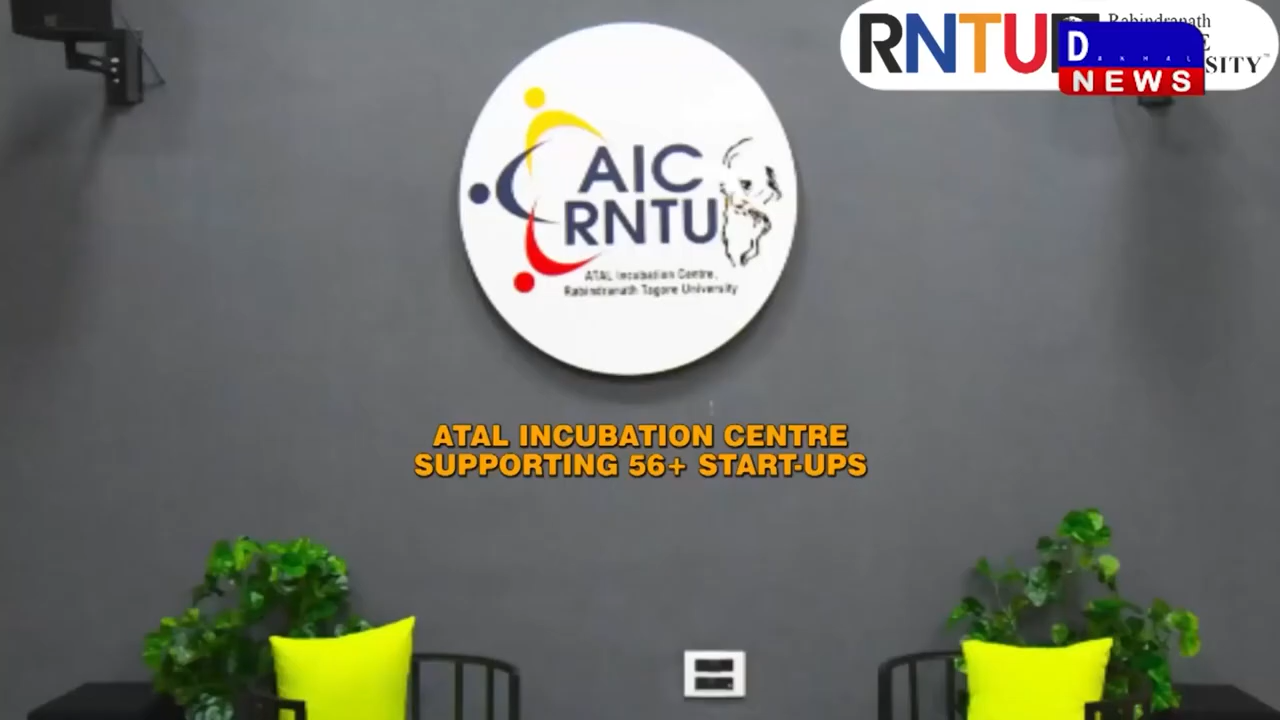 RNTU
Rabindranath
SITY
D
NEWS
AIC
RNTU
ATAL Incubation Centre,
Rabindranath Tagore University
ATAL INCUBATION CENTRE
SUPPORTING 56+ START-UPS